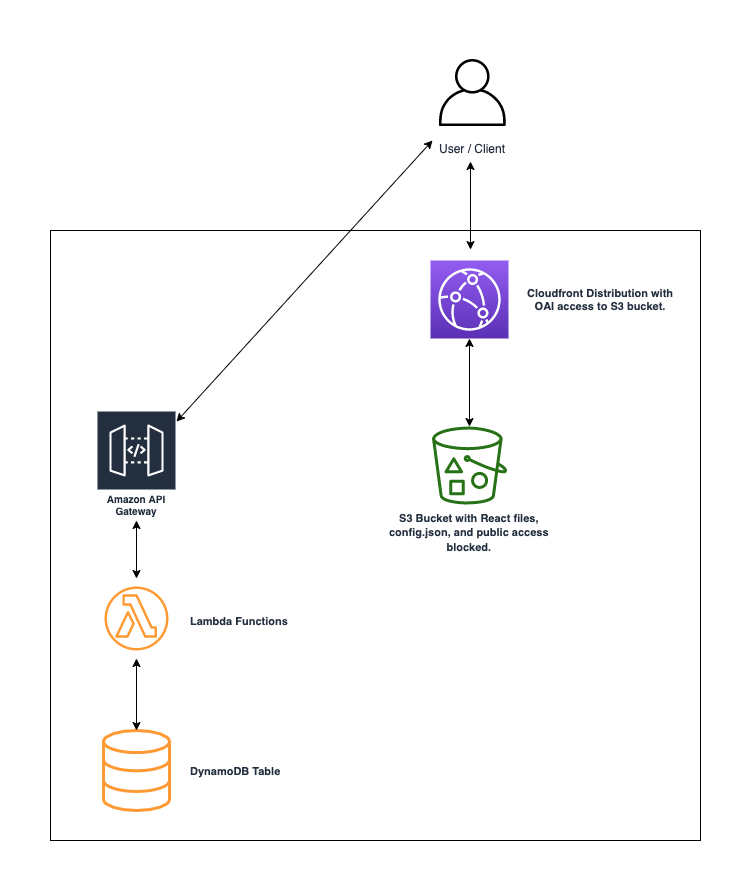 User / Client
Cloudfront Distribution with
OAI access to S3 bucket.
</>
Amazon API
Gateway
S3 Bucket with React files,
config.json, and public access
blocked.
Lambda Functions
DynamoDB Table